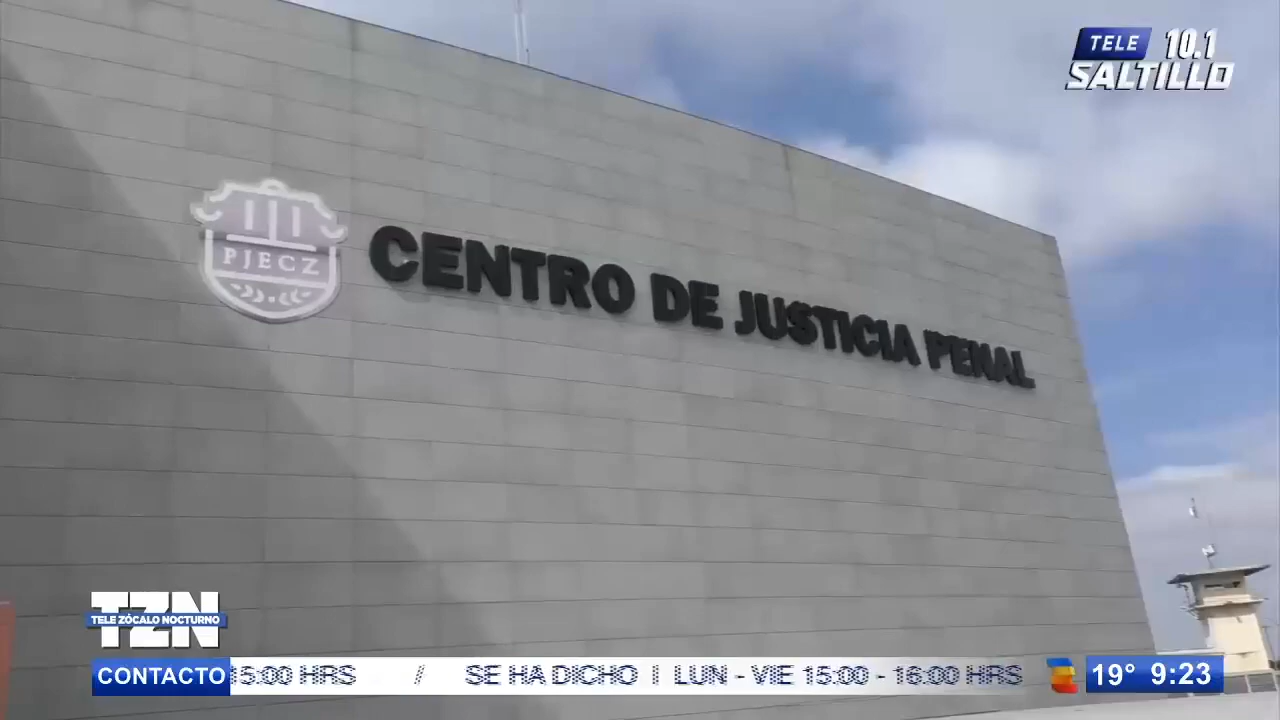 TELE 10.1
SALTILLO
PJECZ
CENTRO DE JUSTICIA PENAL
TZN
TELE ZÓCALO NOCTURNO
CONTACTO 15:00 HRS / SE HA DICHO | LUN - VIE 15:00 - 16:00 HRS 19° 9:23